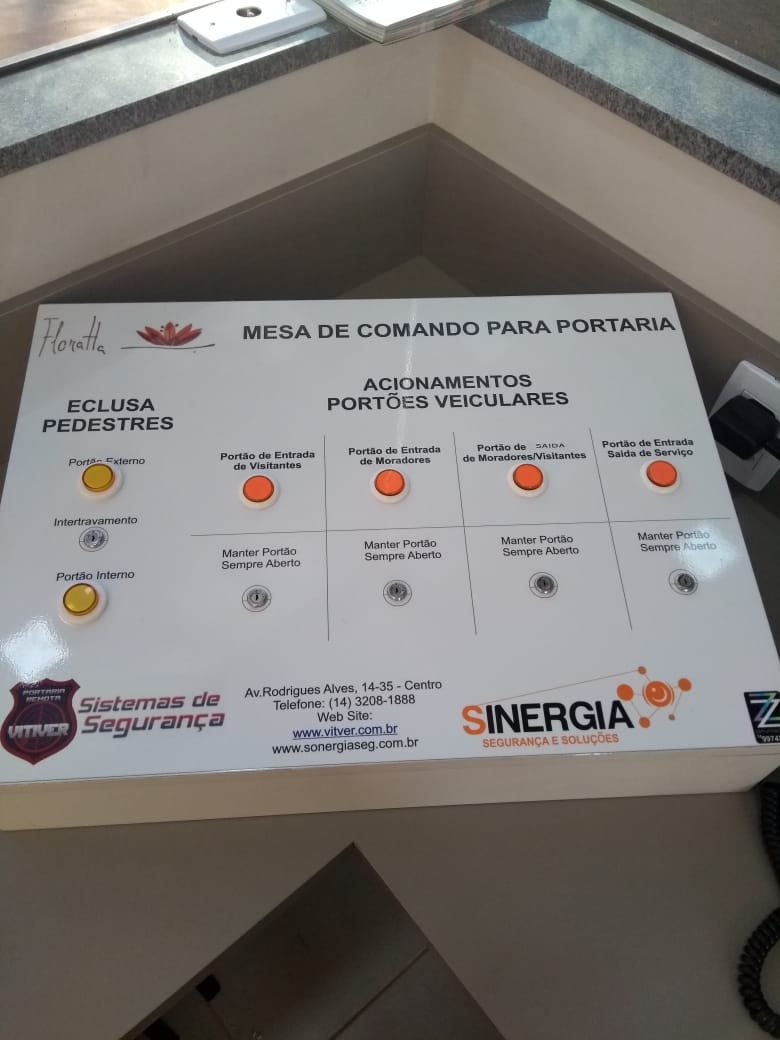 Floratta
MESA DE COMANDO PARA PORTARIA
ECLUSA
PEDESTRES
ACIONAMENTOS
PORTÕES VEICULARES
Portão Externo
Intertravamento
Portão Interno
Portão de Entrada
de Visitantes
Portão de Entrada
de Moradores
Portão de SAIDA
de Moradores/Visitantes
Portão de Entrada
Saida de Serviço
Manter Portão
Sempre Aberto
Manter Portão
Sempre Aberto
Manter Portão
Sempre Aberto
Manter Portão
Sempre Aberto
PORTARIA
REMOTA
VITIVER
Sistemas de
Segurança
Av.Rodrigues Alves, 14-35 - Centro
Telefone: (14) 3208-1888
Web Site:
www.vitver.com.br
www.sonergiaseg.com.br
SINERGIA
SEGURANÇA E SOLUÇÕES